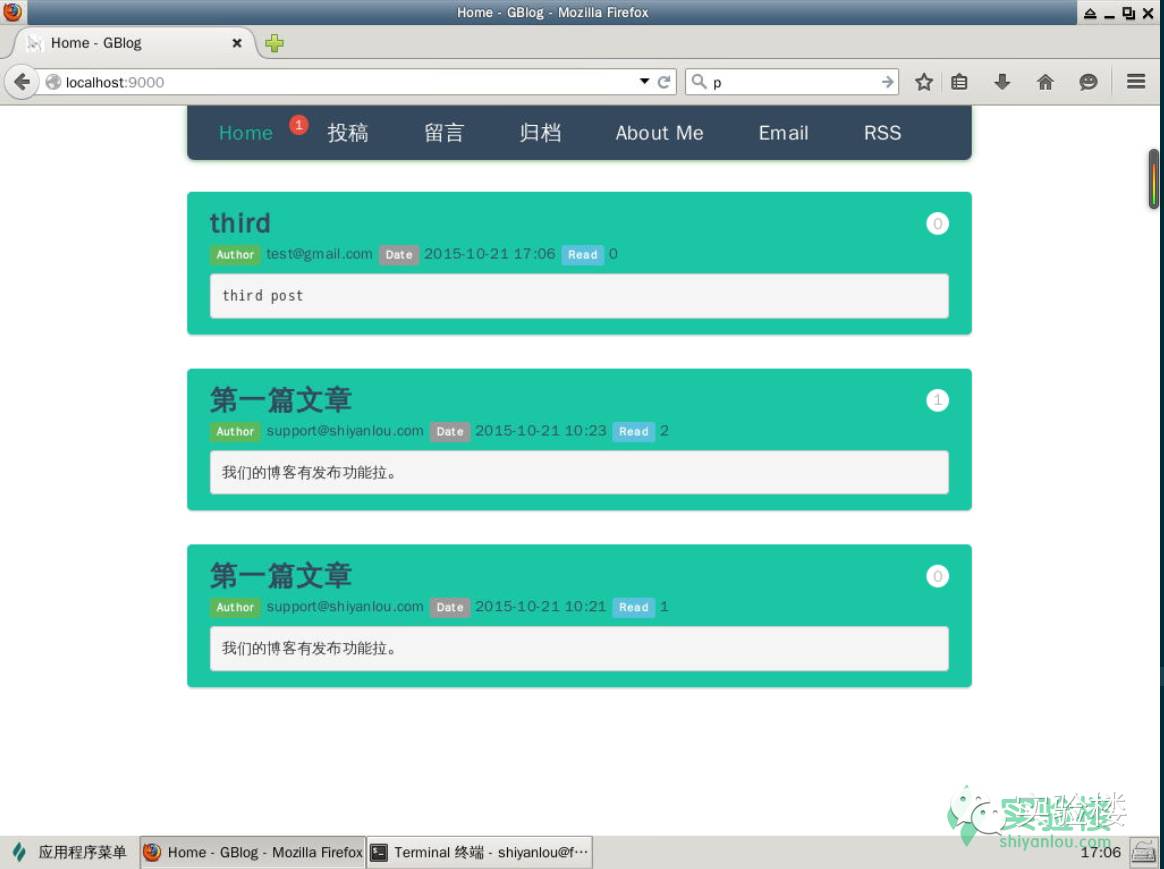 Home - GBlog - Mozilla Firefox
Home - GBlog
localhost:9000
p
Home 1 投稿 留言 归档 About Me Email RSS
third 0
Author test@gmail.com Date 2015-10-21 17:06 Read 0
third post
第一篇文章 1
Author support@shiyanlou.com Date 2015-10-21 10:23 Read 2
我们的博客有发布功能拉。
第一篇文章 0
Author support@shiyanlou.com Date 2015-10-21 10:21 Read 1
我们的博客有发布功能拉。
实验楼
实验楼
shiyanlou.com
应用程序菜单 Home - GBlog - Mozilla Firefox Terminal 终端 - shiyanlou@f⋯ 17:06